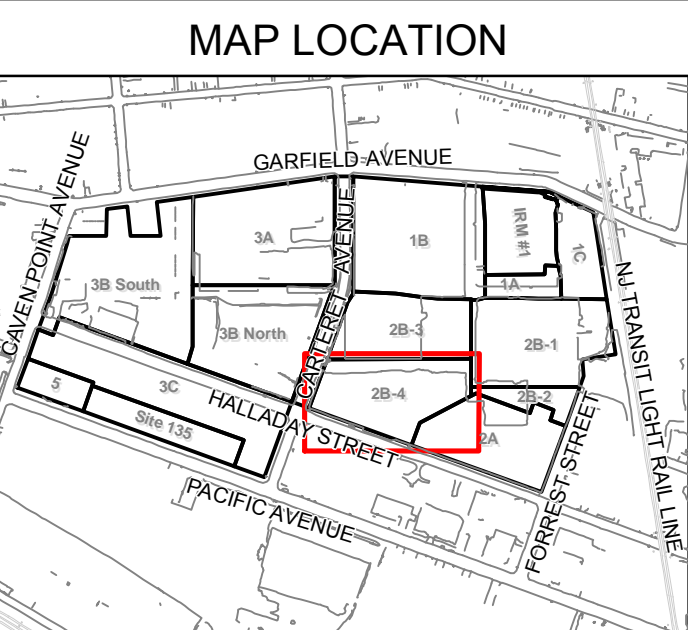 MAP LOCATION
GARFIELD AVENUE
CAVEN POINT AVENUE
CARTERET AVENUE
3A
1B
IRM #1
1C
1A
3B South
3B North
2B-3
2B-1
NJ TRANSIT LIGHT RAIL LINE
5
3C
2B-4
2B-2
Site 135
HALLADAY STREET
2A
FORREST STREET
PACIFIC AVENUE